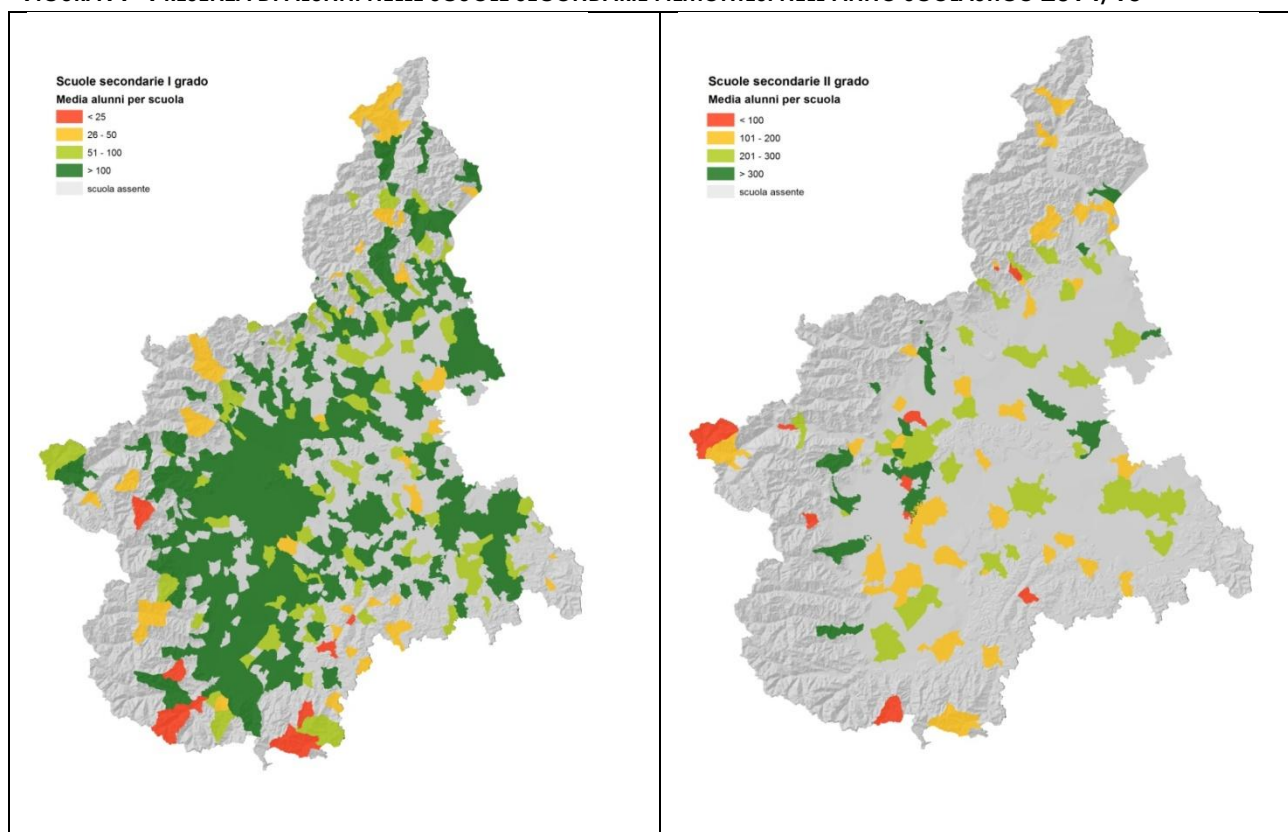 Scuole secondarie I grado
Media alunni per scuola
< 25
26 - 50
51 - 100
> 100
scuola assente
Scuole secondarie II grado
Media alunni per scuola
< 100
101 - 200
201 - 300
> 300
scuola assente